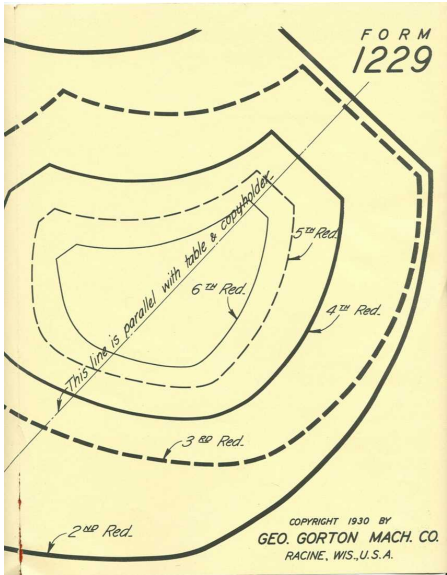 FORM
1229
This line is parallel with table & copyholder.
5TH Red.
6TH Red.
4TH Red.
3RD Red.
2ND Red.
COPYRIGHT 1930 BY
GEO. GORTON MACH. CO.
RACINE, WIS., U.S.A.